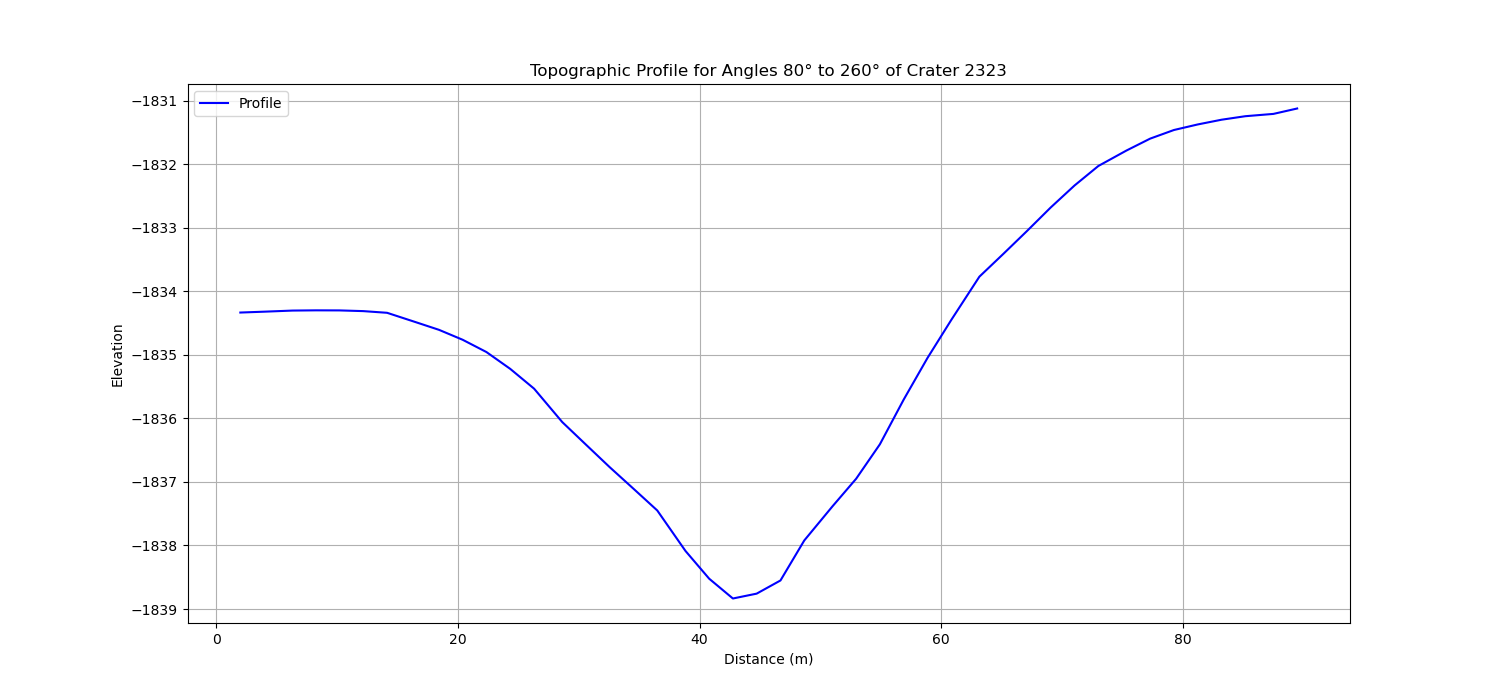 Topographic Profile for Angles 80° to 260° of Crater 2323
Profile
−1831
−1832
−1833
−1834
−1835
−1836
−1837
−1838
−1839
Elevation
0 20 40 60 80
Distance (m)